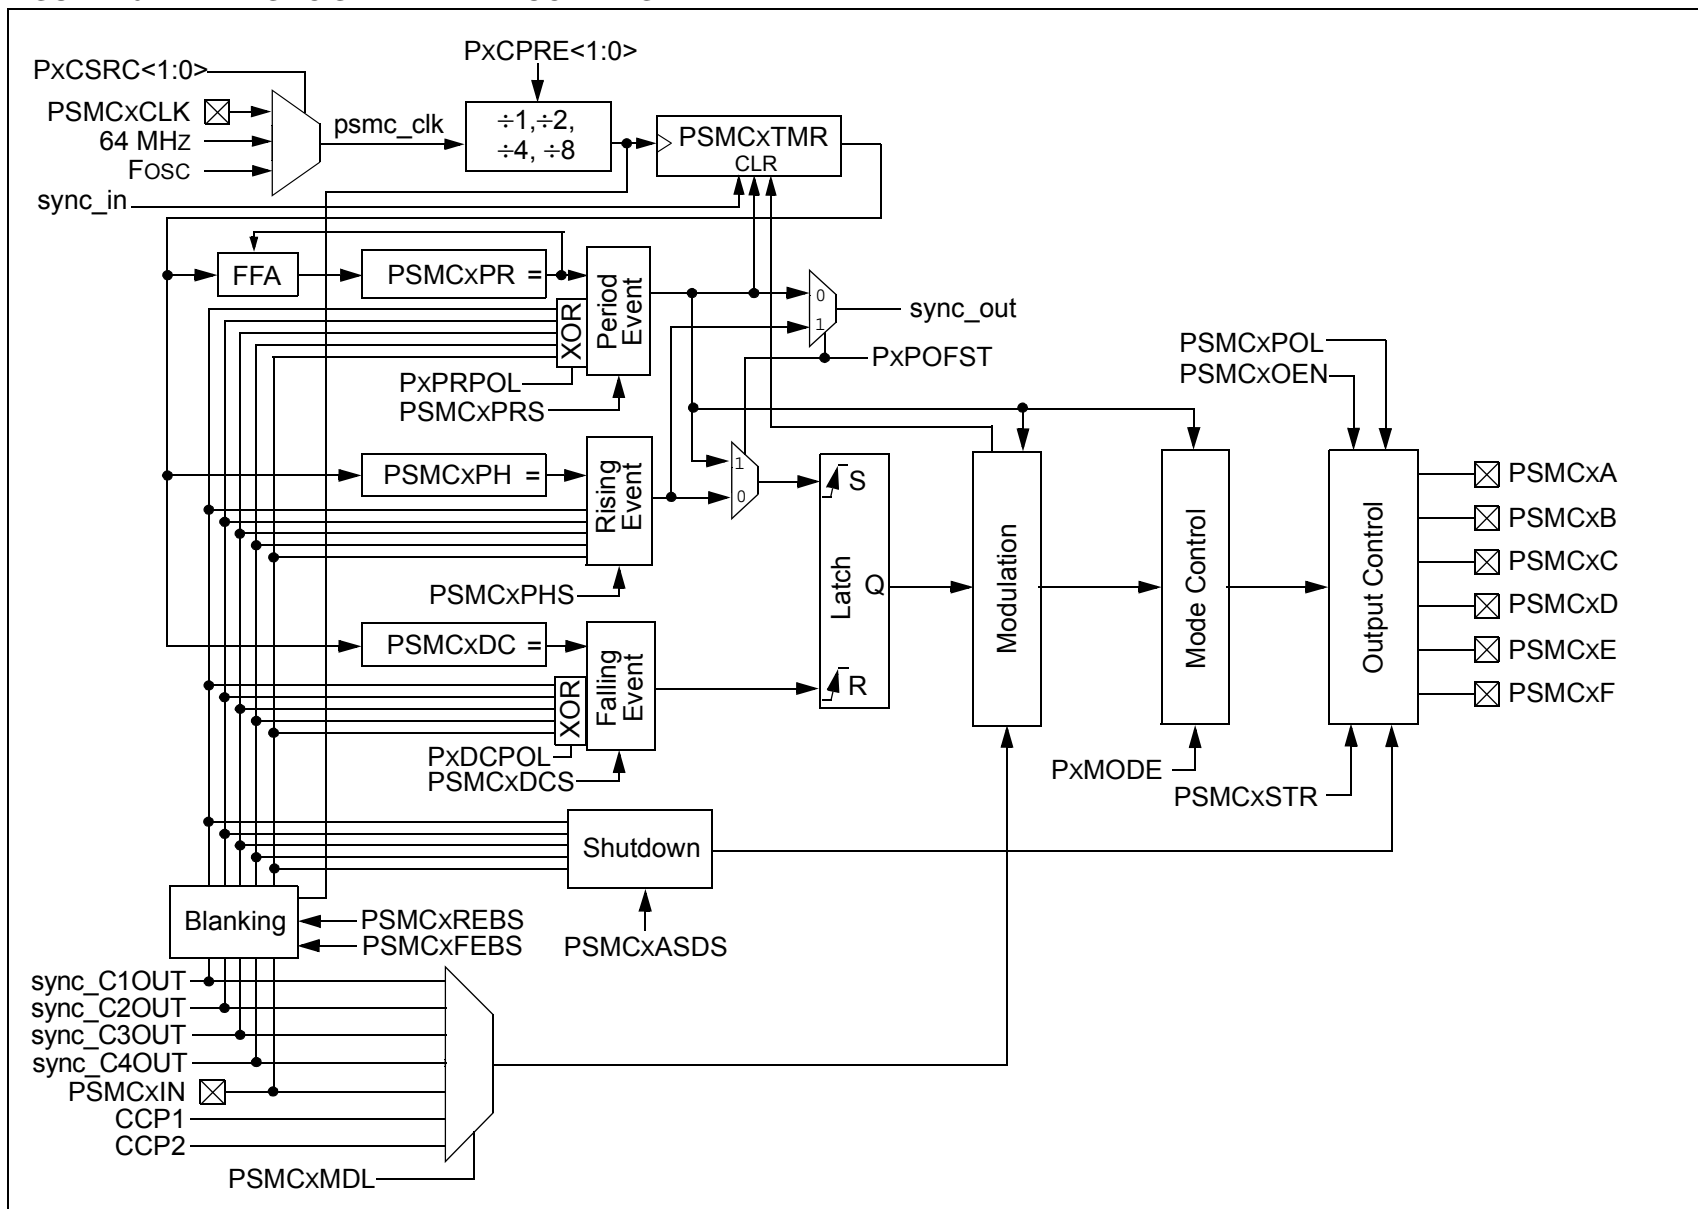 PxCPRE<1:0>
PxCSRC<1:0>
PSMCxCLK
64 MHz
Fosc
psmc_clk
÷1,÷2,
÷4, ÷8
PSMCxTMR
CLR
sync_in
FFA
PSMCxPR =
Period
Event
XOR
PxPRPOL
PSMCxPRS
0
1
sync_out
PxPOFST
PSMCxPH =
Rising
Event
PSMCxPHS
1
0
PSMCxDC =
Falling
Event
XOR
PxDCPOL
PSMCxDCS
S
R
Q
Latch
Modulation
Mode Control
PxMODE
PSMCxPOL
PSMCxOEN
Output Control
PSMCxSTR
PSMCxA
PSMCxB
PSMCxC
PSMCxD
PSMCxE
PSMCxF
Shutdown
PSMCxASDS
Blanking
PSMCxREBS
PSMCxFEBS
sync_C1OUT
sync_C2OUT
sync_C3OUT
sync_C4OUT
PSMCxIN
CCP1
CCP2
PSMCxMDL